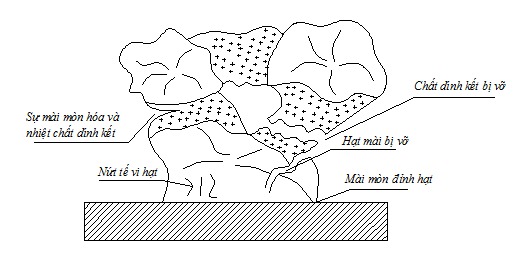 Chất dính kết bị vỡ
Sự mài mòn hóa và
nhiệt chất dính kết
Hạt mài bị vỡ
Nứt tế vi hạt
Mài mòn đỉnh hạt